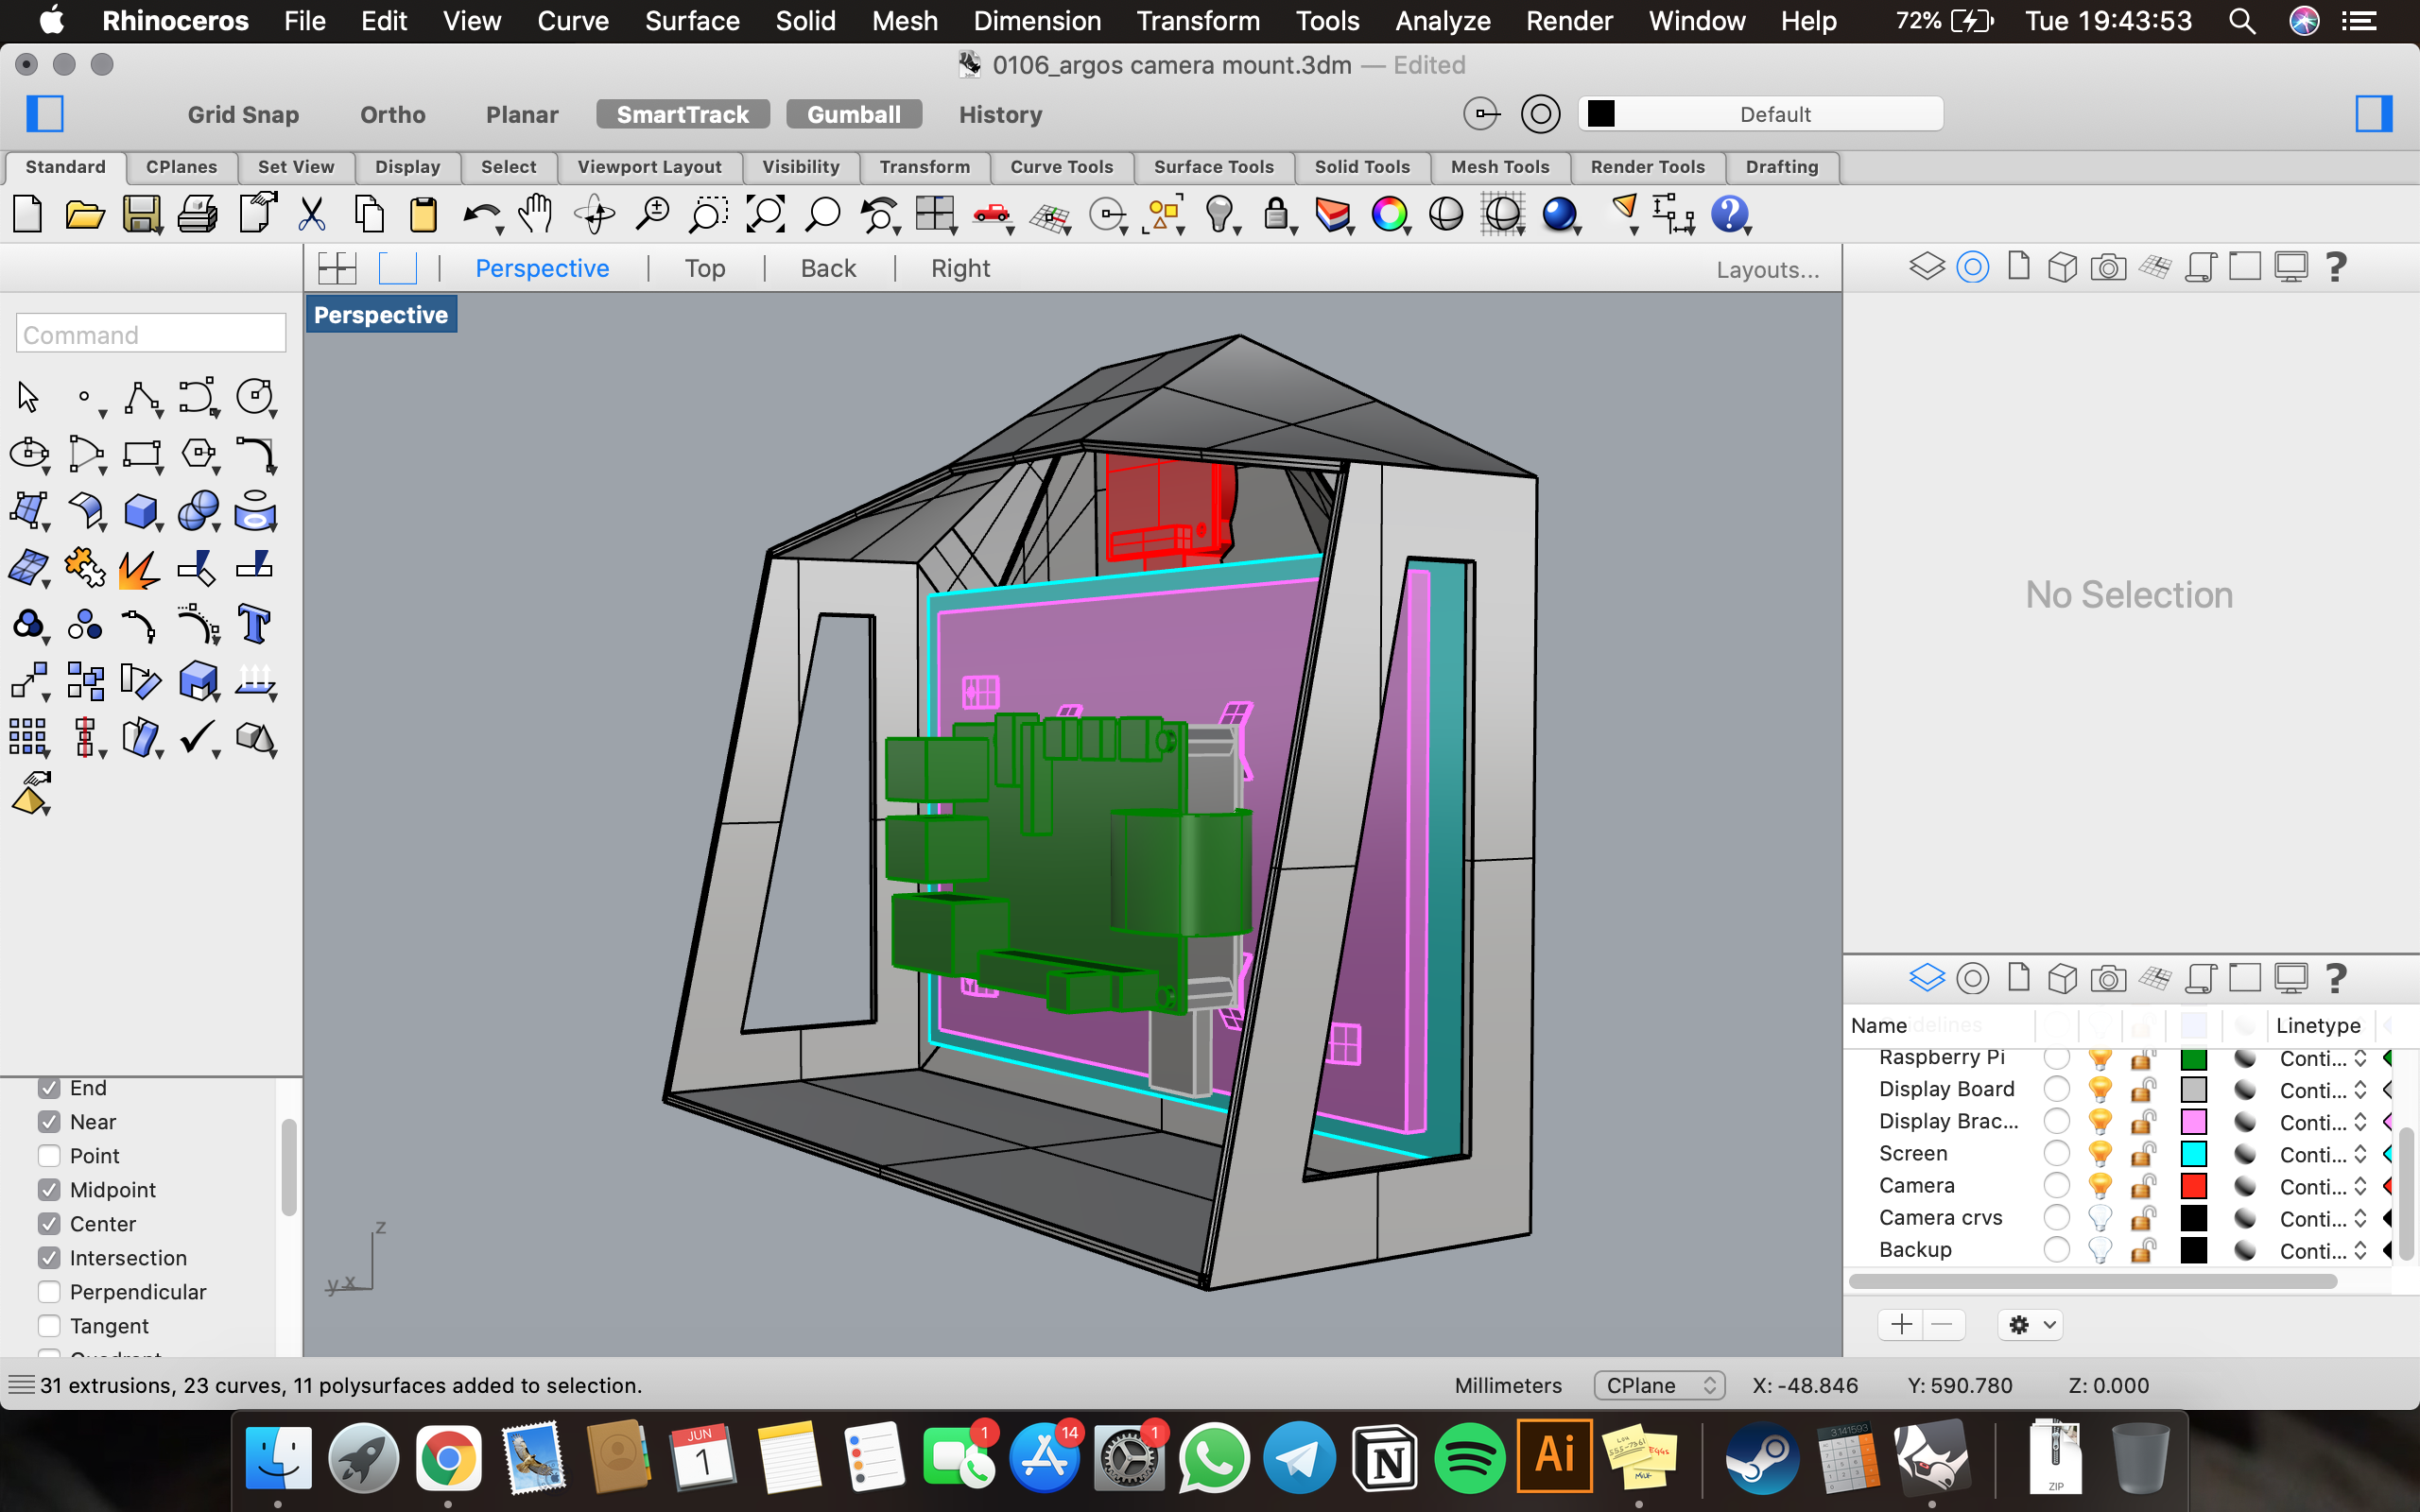 Rhinoceros File Edit View Curve Surface Solid Mesh Dimension Transform Tools Analyze Render Window Help 72% Tue 19:43:53
0106_argos camera mount.3dm — Edited
Grid Snap Ortho Planar SmartTrack Gumball History Default
Standard CPlanes Set View Display Select Viewport Layout Visibility Transform Curve Tools Surface Tools Solid Tools Mesh Tools Render Tools Drafting
Perspective Top Back Right Layouts...
Perspective
Command
No Selection
Name Linetype
Raspberry Pi Conti...
Display Board Conti...
Display Brac... Conti...
Screen Conti...
Camera Conti...
Camera crvs Conti...
Backup Conti...
End
Near
Point
Midpoint
Center
Intersection
Perpendicular
Tangent
z
y x
31 extrusions, 23 curves, 11 polysurfaces added to selection.
Millimeters CPlane X: -48.846 Y: 590.780 Z: 0.000
JUN
1
1
14
1
N
Ai
3.141593
ZIP